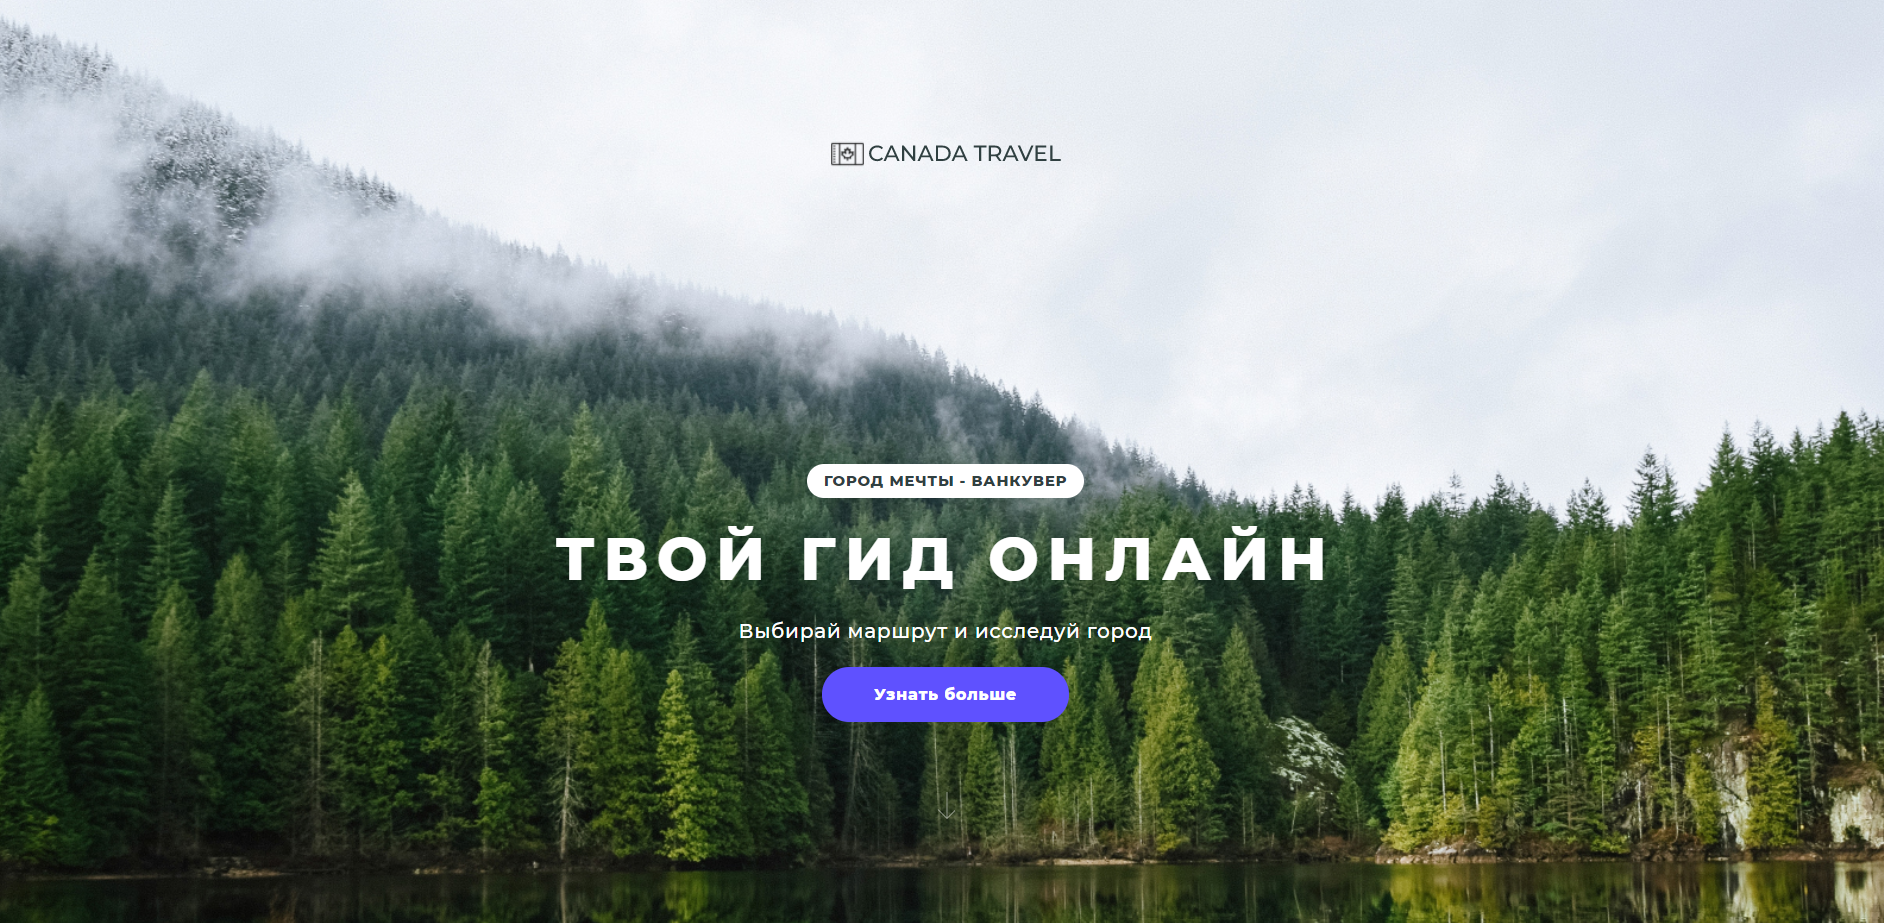 CANADA TRAVEL
ГОРОД МЕЧТЫ - ВАНКУВЕР
ТВОЙ ГИД ОНЛАЙН
Выбирай маршрут и исследуй город
Узнать больше